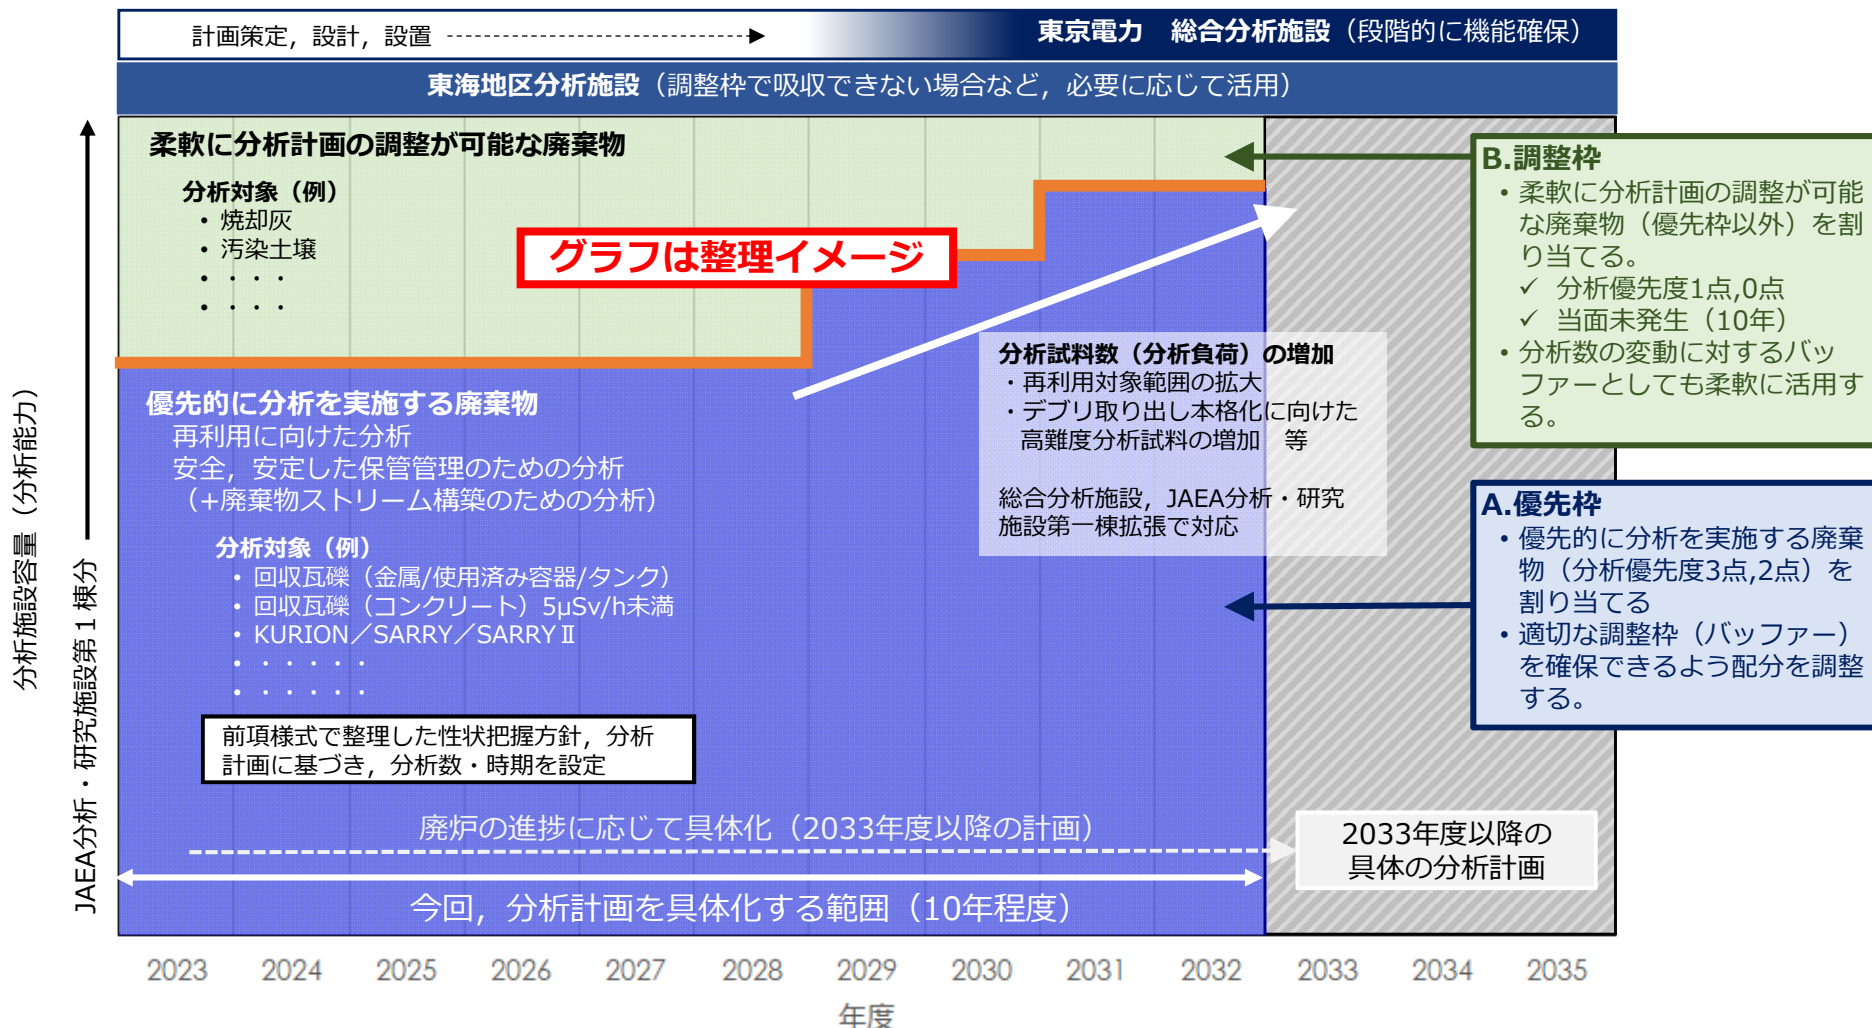 計画策定，設計，設置
東京電力　総合分析施設（段階的に機能確保）
東海地区分析施設（調整枠で吸収できない場合など，必要に応じて活用）
分析施設容量（分析能力）
JAEA分析・研究施設第１棟分
柔軟に分析計画の調整が可能な廃棄物
分析対象（例）
• 焼却灰
• 汚染土壌
• ・・・
• ・・・
グラフは整理イメージ
優先的に分析を実施する廃棄物
再利用に向けた分析
安全，安定した保管管理のための分析
（+廃棄物ストリーム構築のための分析）
分析対象（例）
• 回収瓦礫（金属/使用済み容器/タンク）
• 回収瓦礫（コンクリート）5μSv/h未満
• KURION／SARRY／SARRYⅡ
• ・・・・・
• ・・・・・
前項様式で整理した性状把握方針，分析
計画に基づき，分析数・時期を設定
分析試料数（分析負荷）の増加
・再利用対象範囲の拡大
・デブリ取り出し本格化に向けた
高難度分析試料の増加　等
総合分析施設，JAEA分析・研究
施設第一棟拡張で対応
廃炉の進捗に応じて具体化（2033年度以降の計画）
2033年度以降の
具体の分析計画
今回，分析計画を具体化する範囲（10年程度）
B.調整枠
• 柔軟に分析計画の調整が可能
な廃棄物（優先枠以外）を割
り当てる。
✓ 分析優先度1点,0点
✓ 当面未発生（10年）
• 分析数の変動に対するバッ
ファーとしても柔軟に活用す
る。
A.優先枠
• 優先的に分析を実施する廃棄
物（分析優先度3点,2点）を
割り当てる
• 適切な調整枠（バッファー）
を確保できるよう配分を調整
する。
2023 2024 2025 2026 2027 2028 2029 2030 2031 2032 2033 2034 2035
年度